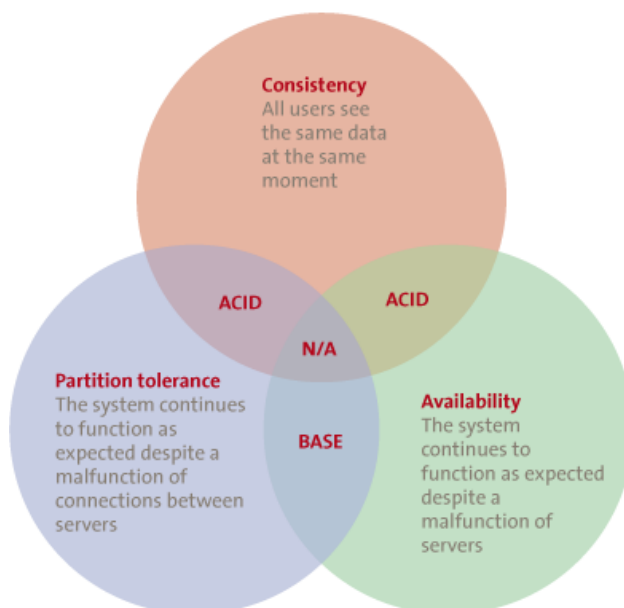 Consistency
All users see
the same data
at the same
moment
ACID
ACID
N/A
Partition tolerance
The system continues
to function as
expected despite a
malfunction of
connections between
servers
BASE
Availability
The system
continues to
function as expected
despite a
malfunction of
servers